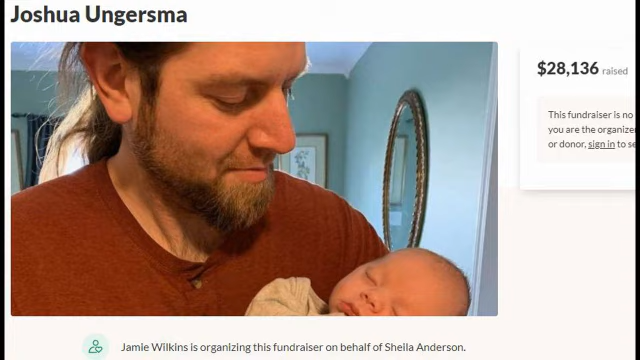 Joshua Ungersma
$28,136 raised
This fundraiser is no
you are the organize
or donor, sign in to se
Jamie Wilkins is organizing this fundraiser on behalf of Sheila Anderson.